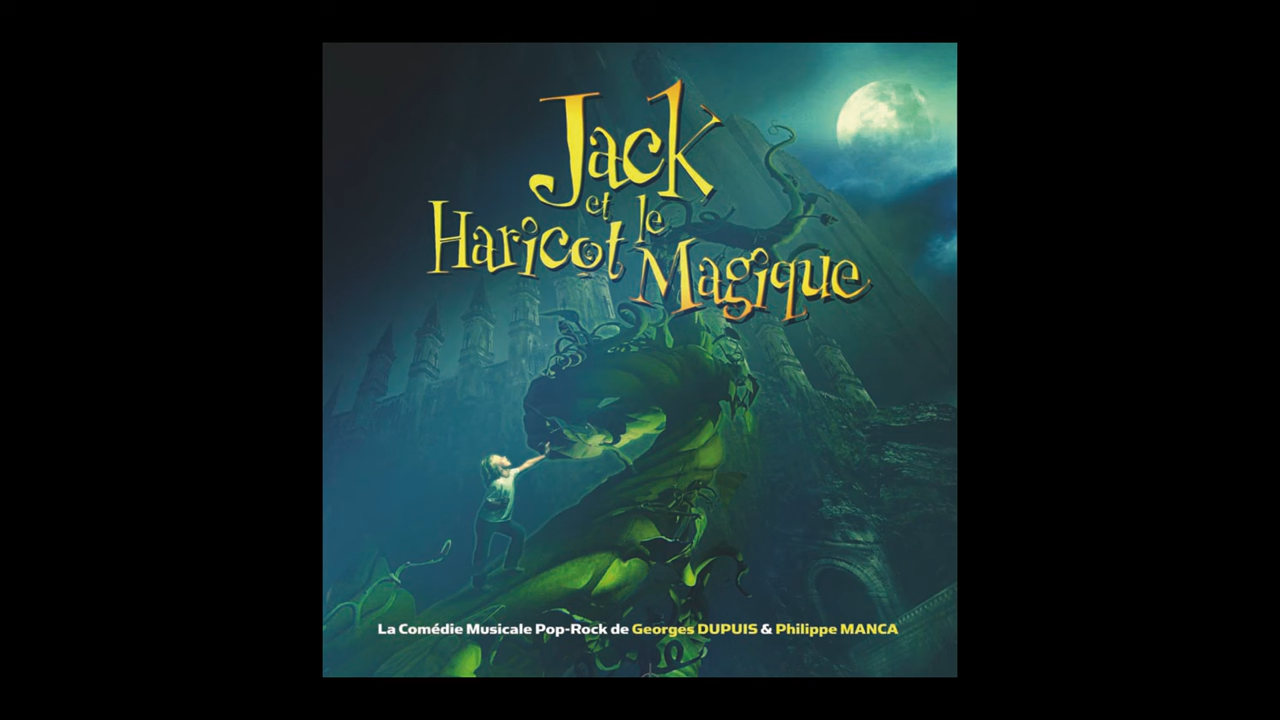 Jack
et le
Haricot Magique
La Comédie Musicale Pop-Rock de Georges DUPUIS & Philippe MANCA